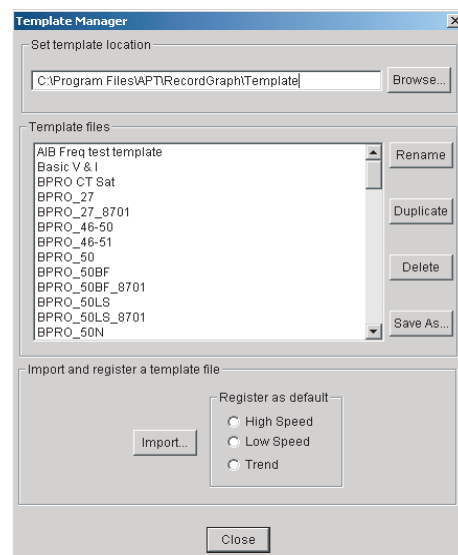 Template Manager
Set template location
C:\Program Files\APT\RecordGraph\Template
Browse...
Template files
AIB Freq test template
Basic V & I
BPRO CT Sat
BPRO_27
BPRO_27_8701
BPRO_46-50
BPRO_46-51
BPRO_50
BPRO_50BF
BPRO_50BF_8701
BPRO_50LS
BPRO_50LS_8701
BPRO_50N
Rename
Duplicate
Delete
Save As...
Import and register a template file
Import...
Register as default
High Speed
Low Speed
Trend
Close